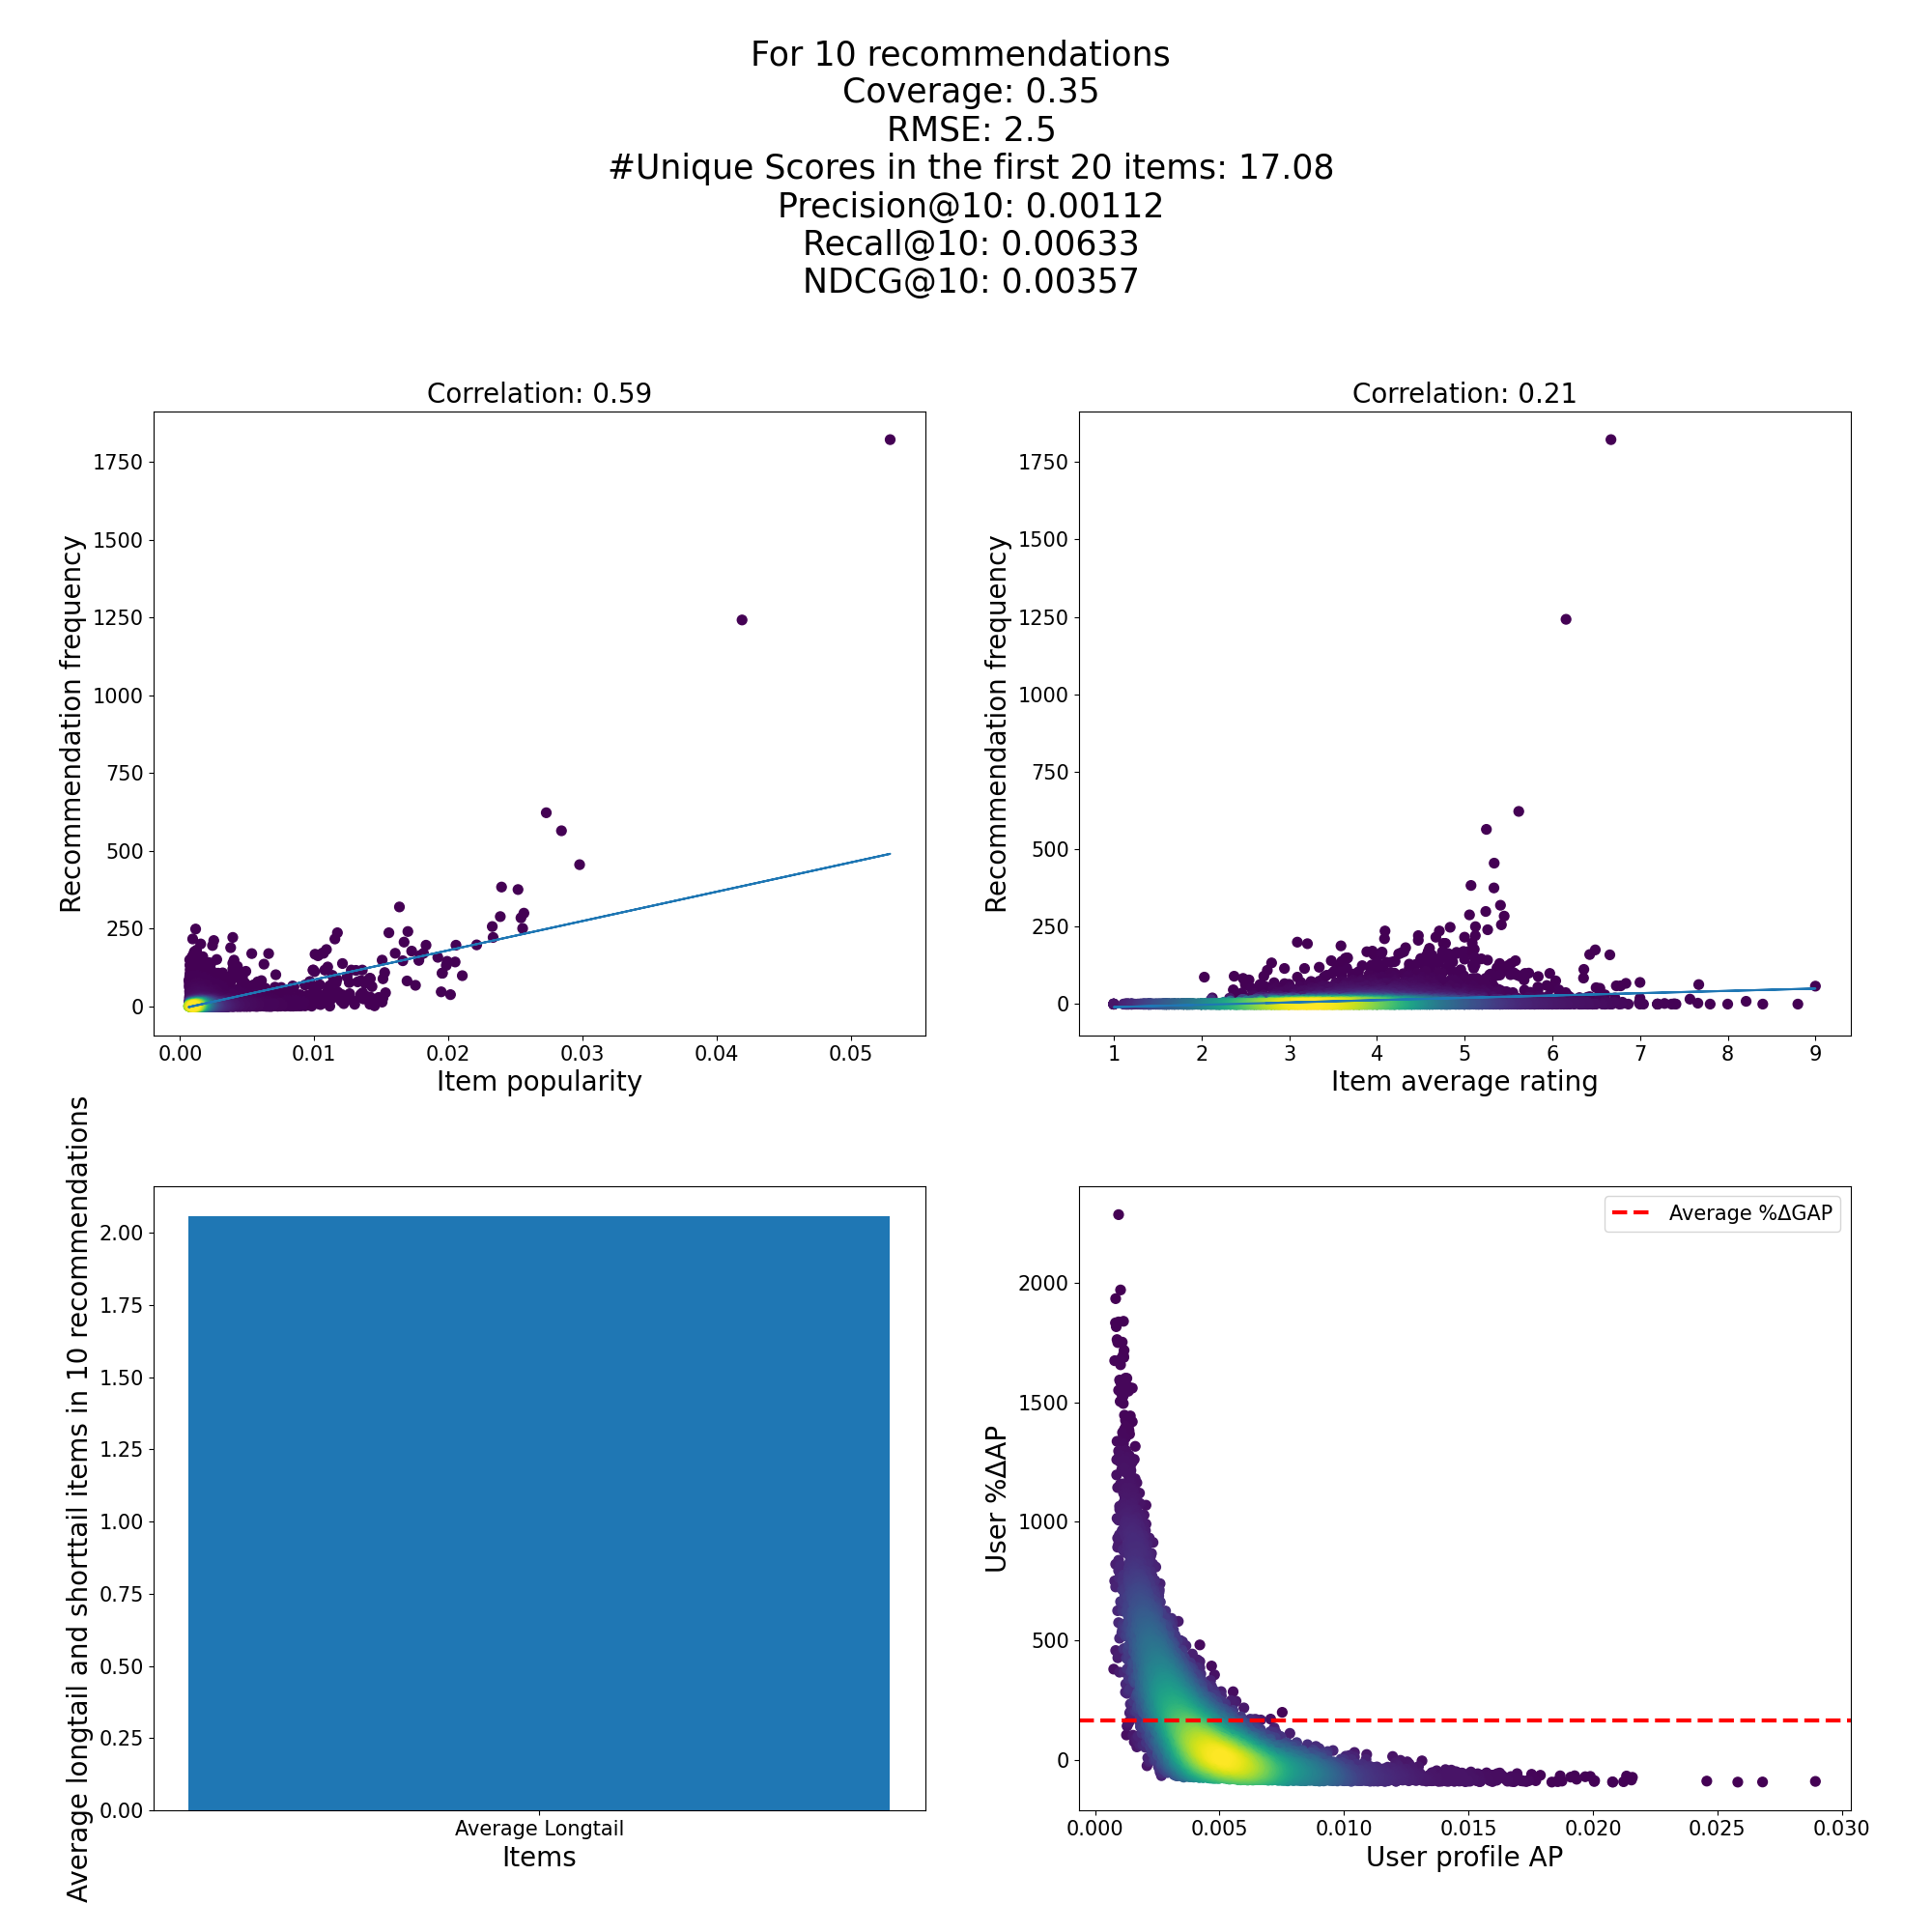 For 10 recommendations
Coverage: 0.35
RMSE: 2.5
#Unique Scores in the first 20 items: 17.08
Precision@10: 0.00112
Recall@10: 0.00633
NDCG@10: 0.00357
Correlation: 0.59
Recommendation frequency
1750
1500
1250
1000
750
500
250
0
0.00 0.01 0.02 0.03 0.04 0.05
Item popularity
Correlation: 0.21
Recommendation frequency
1750
1500
1250
1000
750
500
250
0
1 2 3 4 5 6 7 8 9
Item average rating
Average longtail and shorttail items in 10 recommendations
2.00
1.75
1.50
1.25
1.00
0.75
0.50
0.25
0.00
Average Longtail
Items
Average %ΔGAP
User %ΔAP
2000
1500
1000
500
0
0.000 0.005 0.010 0.015 0.020 0.025 0.030
User profile AP